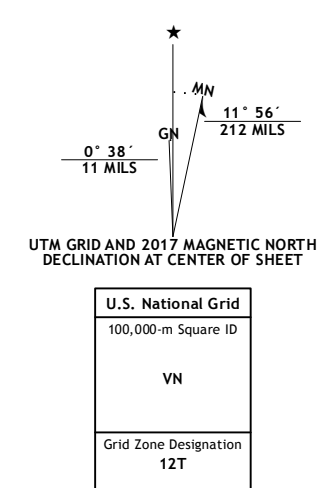 ★
MN
GN
11° 56´
212 MILS
0° 38´
11 MILS
UTM GRID AND 2017 MAGNETIC NORTH
DECLINATION AT CENTER OF SHEET
U.S. National Grid
100,000-m Square ID
VN
Grid Zone Designation
12T